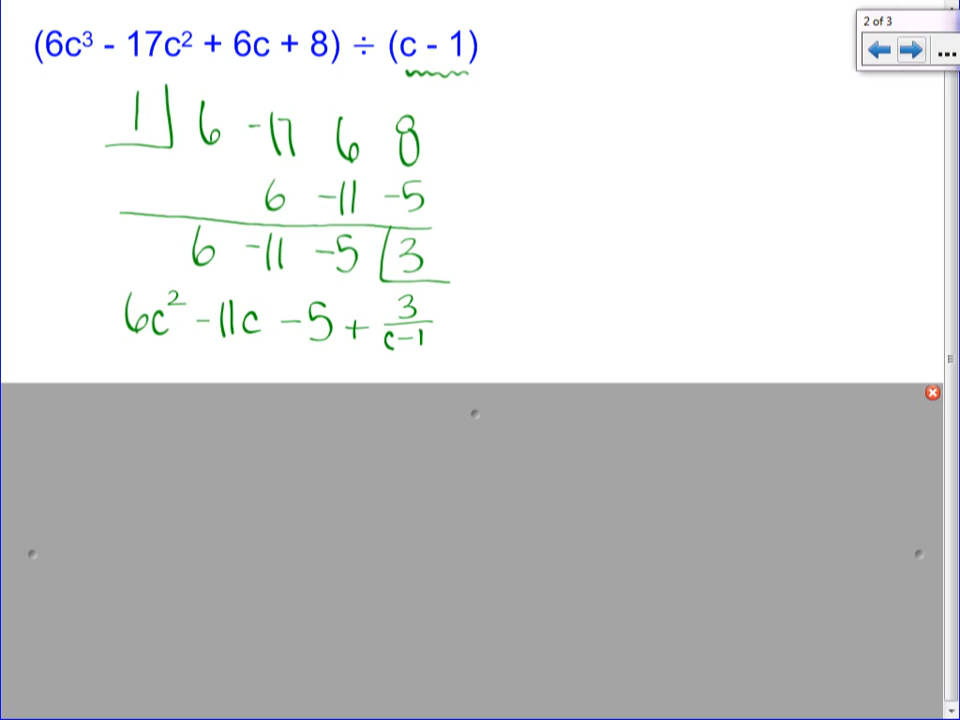 2 of 3
(6c³ - 17c² + 6c + 8) ÷ (c - 1)
1 6 -17 6 8
6 -11 -5
6 -11 -5 3
6c² - 11c - 5 + 3/(c-1)